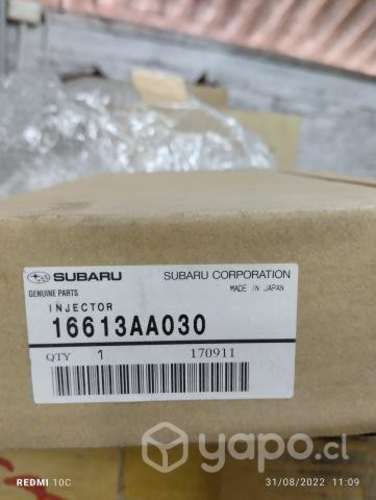 SUBARU SUBARU CORPORATION
GENUINE PARTS MADE IN JAPAN
INJECTOR
16613AA030
QTY 1 170911
yapo.cl
REDMI 10C 31/08/2022 11:09